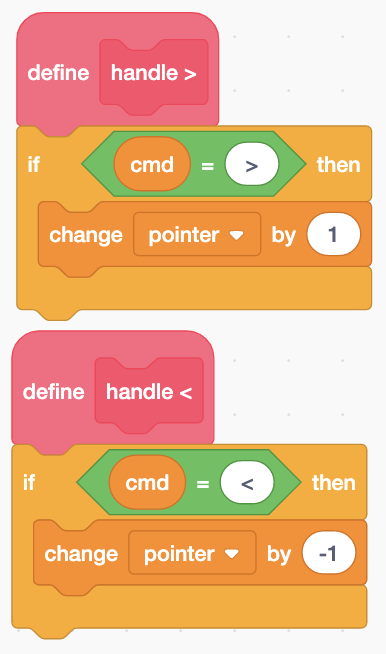 define handle >
if cmd = > then
change pointer by 1
define handle <
if cmd = < then
change pointer by -1